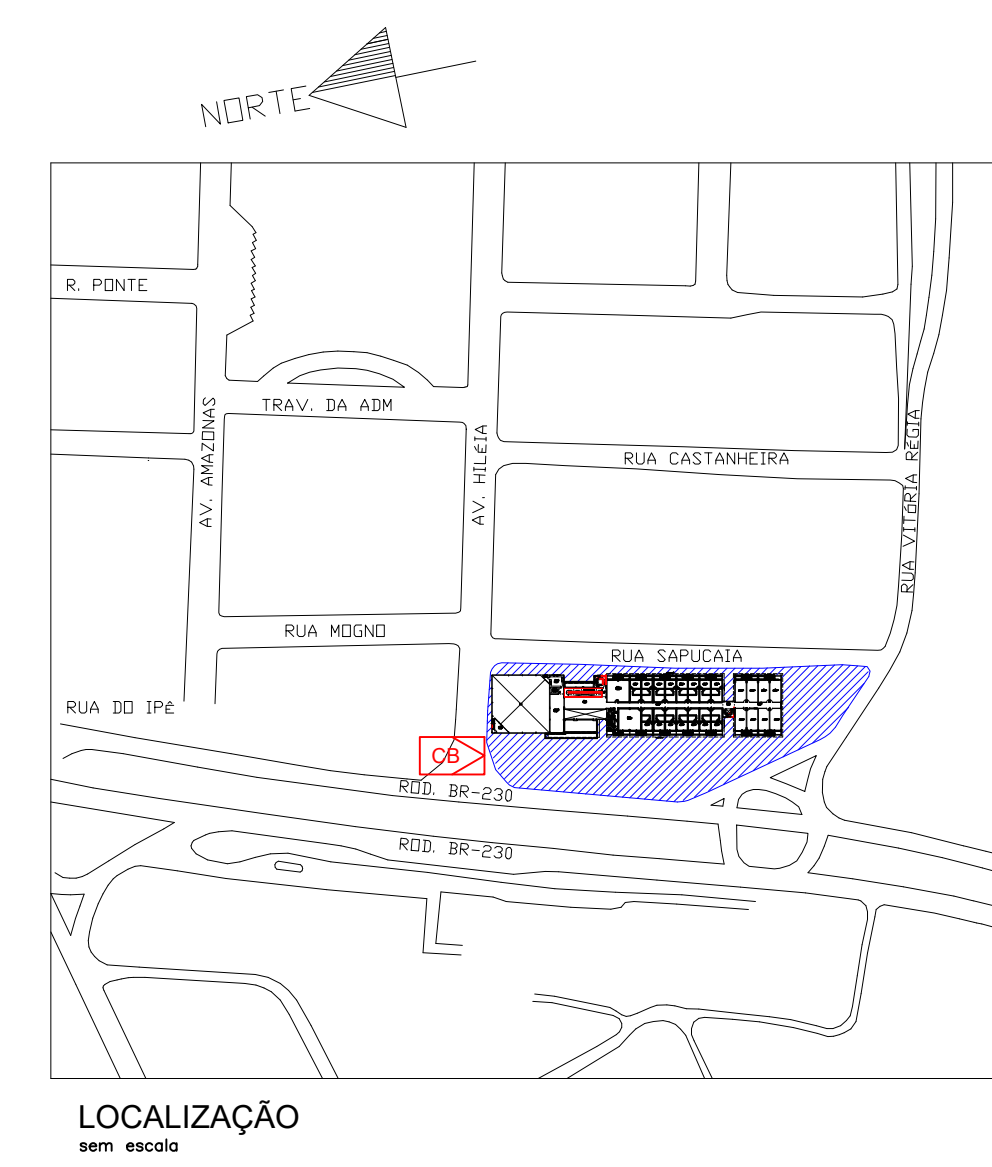 NORTE
R. PONTE
TRAV. DA ADM
AV. AMAZONAS
AV. HILÉIA
RUA CASTANHEIRA
RUA VITÓRIA RÉGIA
RUA MOGNO
RUA SAPUCAIA
RUA DO IPÊ
CB
ROD. BR-230
ROD. BR-230
LOCALIZAÇÃO
sem escala